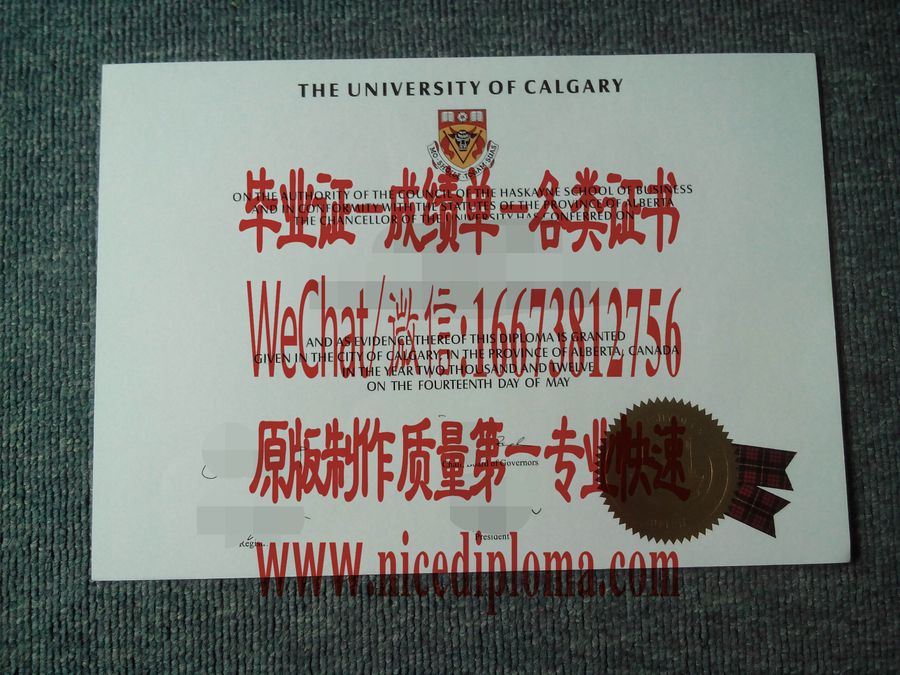 THE UNIVERSITY OF CALGARY
MO SHÙILE TOGAM SUAS
ON THE AUTHORITY OF THE COUNCIL OF THE HASKAYNE SCHOOL OF BUSINESS
AND IN CONFORMITY WITH THE STATUTES OF THE PROVINCE OF ALBERTA
THE CHANCELLOR OF THE UNIVERSITY HAS CONFERRED ON
毕业证—成绩单—各类证书
WeChat/微信:16673812756
AND AS EVIDENCE THEREOF THIS DIPLOMA IS GRANTED
GIVEN IN THE CITY OF CALGARY, IN THE PROVINCE OF ALBERTA, CANADA
IN THE YEAR TWO THOUSAND AND TWELVE
ON THE FOURTEENTH DAY OF MAY
原版制作质量第一专业快速
Chair, Board of Governors
President
www.nicediploma.com